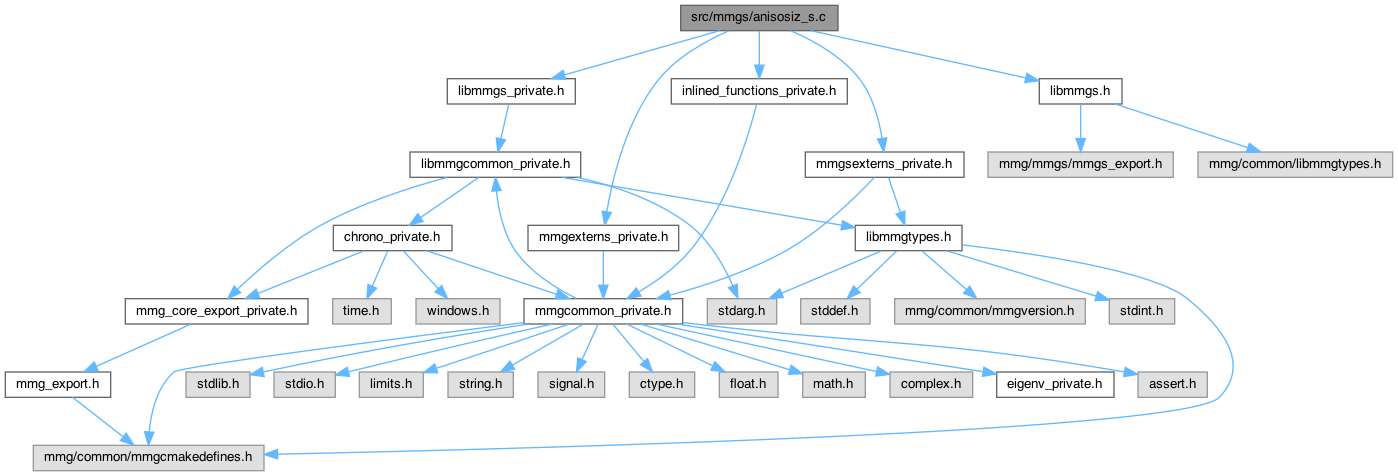 src/mmgs/anisosiz_s.c
libmmgs_private.h
inlined_functions_private.h
libmmgs.h
libmmgcommon_private.h
mmgsexterns_private.h
mmg/mmgs/mmgs_export.h
mmg/common/libmmgtypes.h
chrono_private.h
mmgexterns_private.h
libmmgtypes.h
mmg_core_export_private.h
time.h
windows.h
mmgcommon_private.h
stdarg.h
stddef.h
mmg/common/mmgversion.h
stdint.h
mmg_export.h
stdlib.h
stdio.h
limits.h
string.h
signal.h
ctype.h
float.h
math.h
complex.h
eigenv_private.h
assert.h
mmg/common/mmgcmakedefines.h